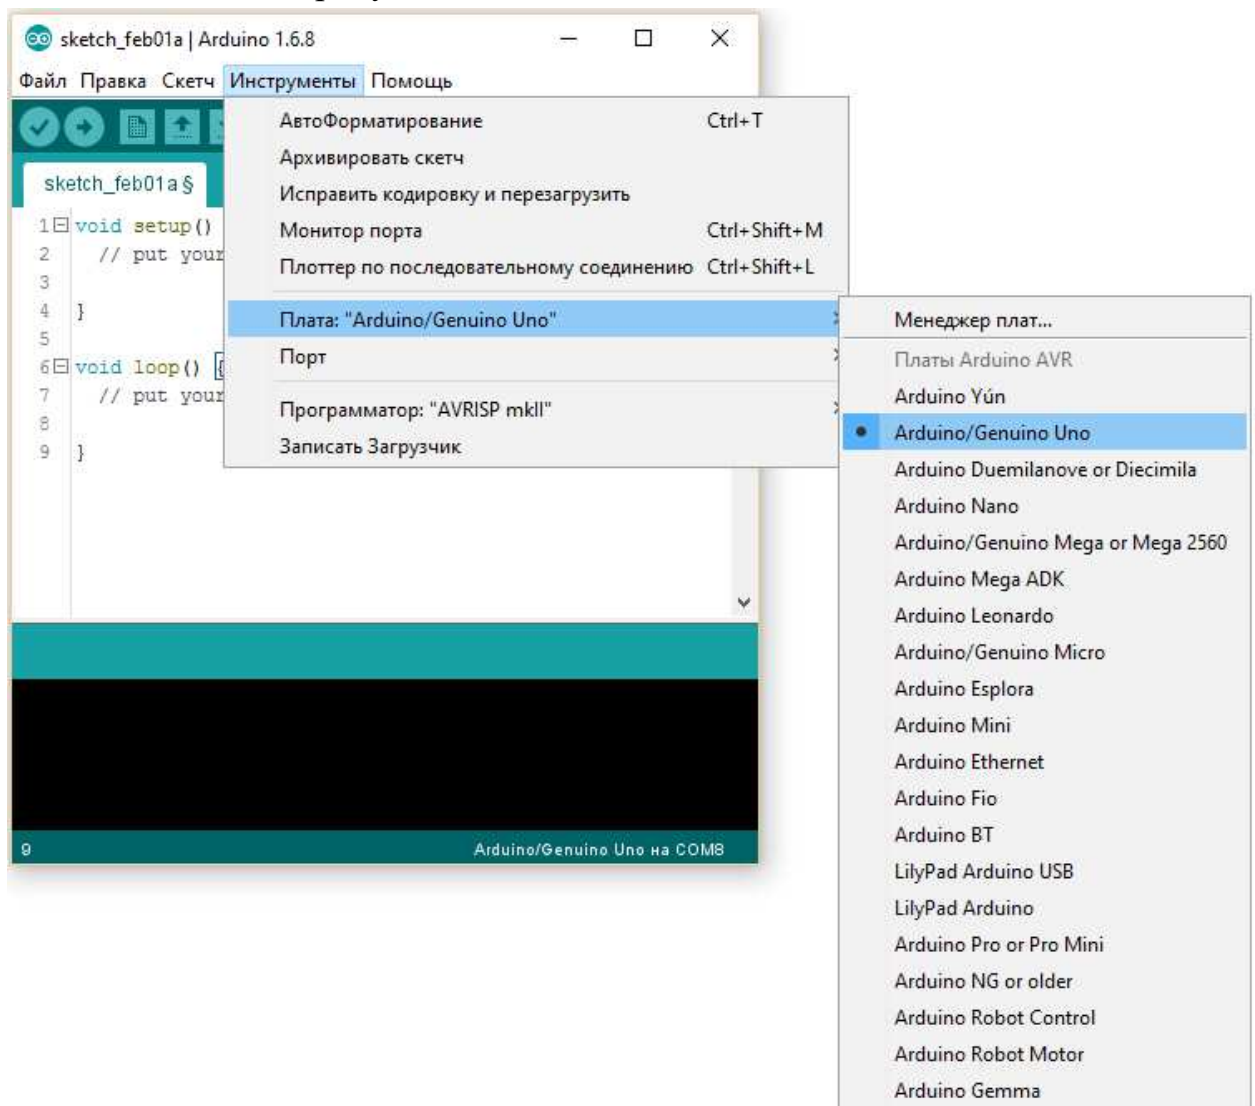 sketch_feb01a | Arduino 1.6.8
Файл Правка Скетч Инструменты Помощь
АвтоФорматирование Ctrl+T
Архивировать скетч
Исправить кодировку и перезагрузить
Монитор порта Ctrl+Shift+M
Плоттер по последовательному соединению Ctrl+Shift+L
Плата: "Arduino/Genuino Uno"
Порт
Программатор: "AVRISP mkII"
Записать Загрузчик
sketch_feb01a §
1 void setup()
2 // put your
3
4 }
5
6 void loop() {
7 // put your
8
9 }
Менеджер плат...
Платы Arduino AVR
Arduino Yún
Arduino/Genuino Uno
Arduino Duemilanove or Diecimila
Arduino Nano
Arduino/Genuino Mega or Mega 2560
Arduino Mega ADK
Arduino Leonardo
Arduino/Genuino Micro
Arduino Esplora
Arduino Mini
Arduino Ethernet
Arduino Fio
Arduino BT
LilyPad Arduino USB
LilyPad Arduino
Arduino Pro or Pro Mini
Arduino NG or older
Arduino Robot Control
Arduino Robot Motor
Arduino Gemma
9 Arduino/Genuino Uno на COM8